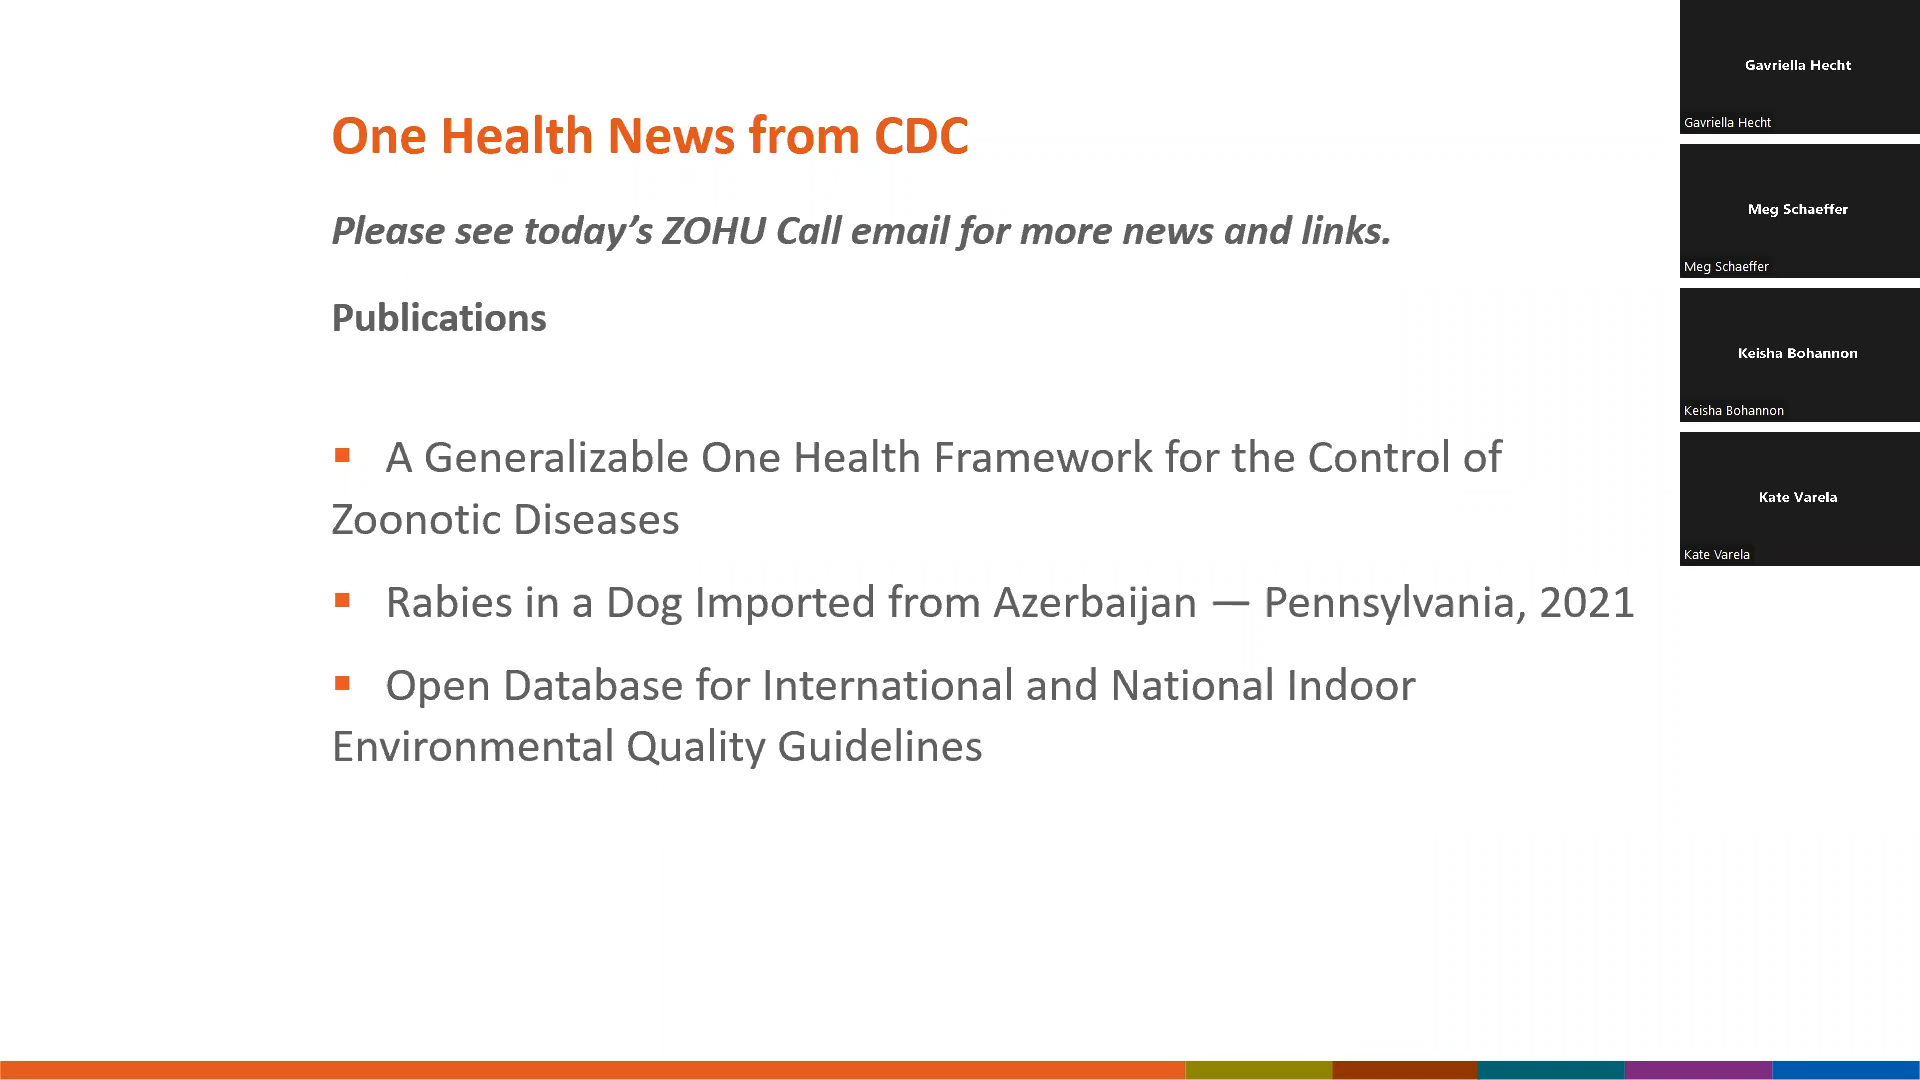 One Health News from CDC
Please see today’s ZOHU Call email for more news and links.
Publications
▪ A Generalizable One Health Framework for the Control of
Zoonotic Diseases
▪ Rabies in a Dog Imported from Azerbaijan — Pennsylvania, 2021
▪ Open Database for International and National Indoor
Environmental Quality Guidelines
Gavriella Hecht
Gavriella Hecht
Meg Schaeffer
Meg Schaeffer
Keisha Bohannon
Keisha Bohannon
Kate Varela
Kate Varela